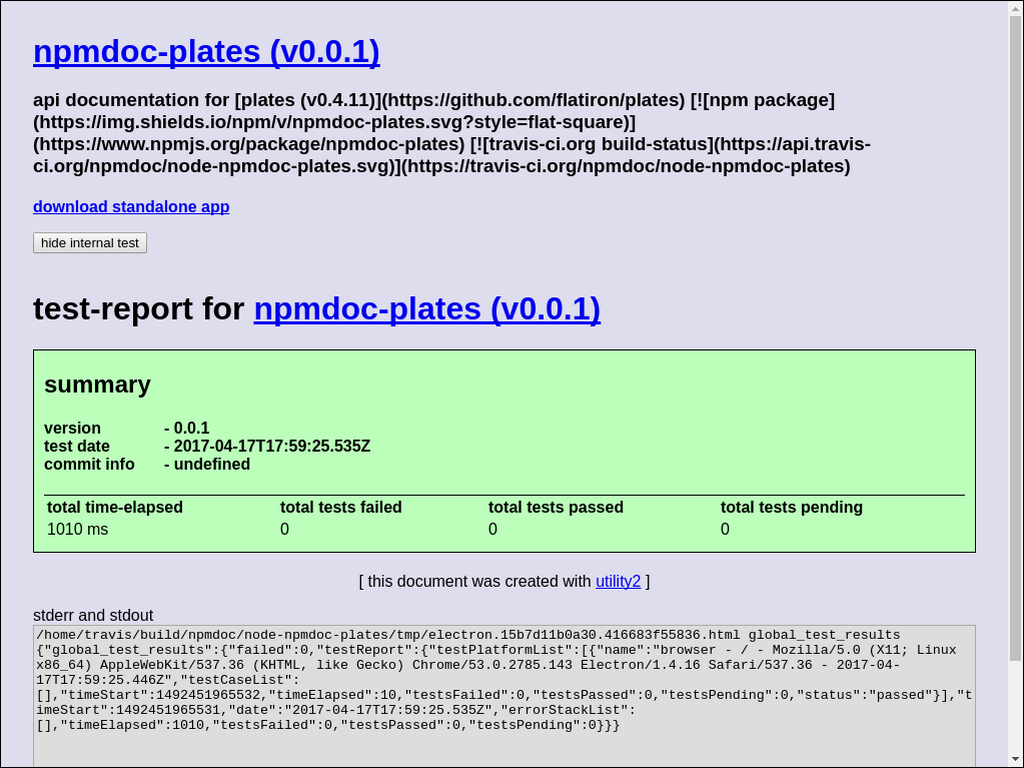 npmdoc-plates (v0.0.1)
api documentation for [plates (v0.4.11)](https://github.com/flatiron/plates) [![npm package]
(https://img.shields.io/npm/v/npmdoc-plates.svg?style=flat-square)]
(https://www.npmjs.org/package/npmdoc-plates) [![travis-ci.org build-status](https://api.travis-
ci.org/npmdoc/node-npmdoc-plates.svg)](https://travis-ci.org/npmdoc/node-npmdoc-plates)
download standalone app
hide internal test
test-report for npmdoc-plates (v0.0.1)
summary
version - 0.0.1
test date - 2017-04-17T17:59:25.535Z
commit info - undefined
total time-elapsed total tests failed total tests passed total tests pending
1010 ms 0 0 0
[ this document was created with utility2 ]
stderr and stdout
/home/travis/build/npmdoc/node-npmdoc-plates/tmp/electron.15b7d11b0a30.416683f55836.html global_test_results
{"global_test_results":{"failed":0,"testReport":{"testPlatformList":[{"name":"browser - / - Mozilla/5.0 (X11; Linux
x86_64) AppleWebKit/537.36 (KHTML, like Gecko) Chrome/53.0.2785.143 Electron/1.4.16 Safari/537.36 - 2017-04-
17T17:59:25.446Z","testCaseList":
[],"timeStart":1492451965532,"timeElapsed":10,"testsFailed":0,"testsPassed":0,"testsPending":0,"status":"passed"}],"t
imeStart":1492451965531,"date":"2017-04-17T17:59:25.535Z","errorStackList":
[],"timeElapsed":1010,"testsFailed":0,"testsPassed":0,"testsPending":0}}}